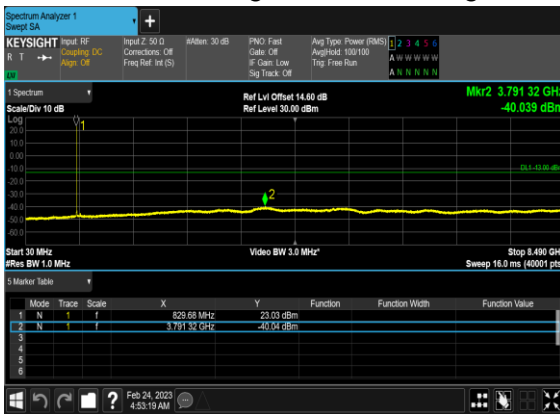 Spectrum Analyzer 1
Swept SA
KEYSIGHT
R T
LV
Input: RF
Coupling: DC
Align: Off
Input Z: 50 Ω
Corrections: Off
Freq Ref: Int (S)
#Atten: 30 dB
PNO: Fast
Gate: Off
IF Gain: Low
Sig Track: Off
Avg Type: Power (RMS)
Avg|Hold: 100/100
Trig: Free Run
1 2 3 4 5 6
A W W W W W
A N N N N N
1 Spectrum
Scale/Div 10 dB
Ref Lvl Offset 14.60 dB
Ref Level 30.00 dBm
Mkr2 3.791 32 GHz
-40.039 dBm
Log
20.0
10.0
0.00
-10.0
-20.0
-30.0
-40.0
-50.0
-60.0
1
2
DL1 -13.00 dBm
Start 30 MHz
#Res BW 1.0 MHz
Video BW 3.0 MHz*
Stop 8.490 GH
Sweep 16.0 ms (40001 pts
5 Marker Table
Mode Trace Scale X Y Function Function Width Function Value
1 N 1 f 829.68 MHz 23.03 dBm
2 N 1 f 3.791 32 GHz -40.04 dBm
3
4
5
6
?
Feb 24, 2023
4:53:19 AM